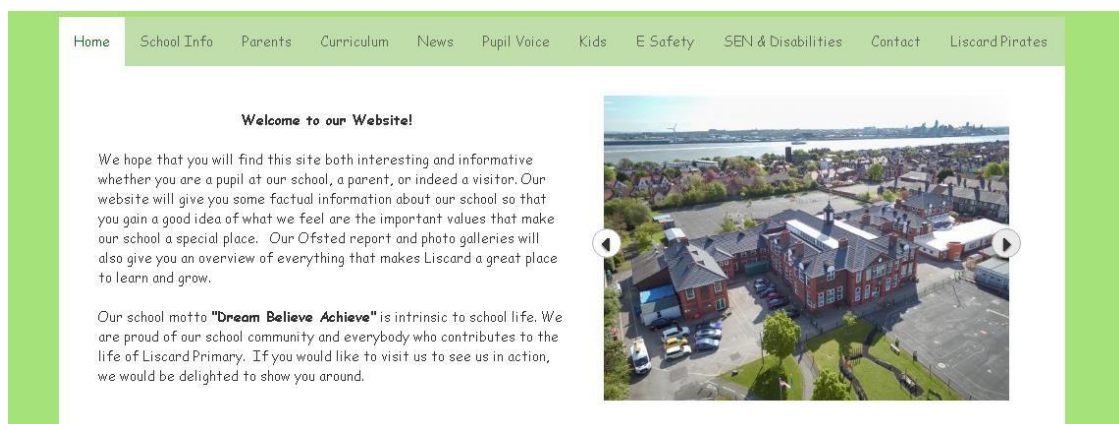 Home School Info Parents Curriculum News Pupil Voice Kids E Safety SEN & Disabilities Contact Liscard Pirates
Welcome to our Website!
We hope that you will find this site both interesting and informative
whether you are a pupil at our school, a parent, or indeed a visitor. Our
website will give you some factual information about our school so that
you gain a good idea of what we feel are the important values that make
our school a special place. Our Ofsted report and photo galleries will
also give you an overview of everything that makes Liscard a great place
to learn and grow.
Our school motto "Dream Believe Achieve" is intrinsic to school life. We
are proud of our school community and everybody who contributes to the
life of Liscard Primary. If you would like to visit us to see us in action,
we would be delighted to show you around.